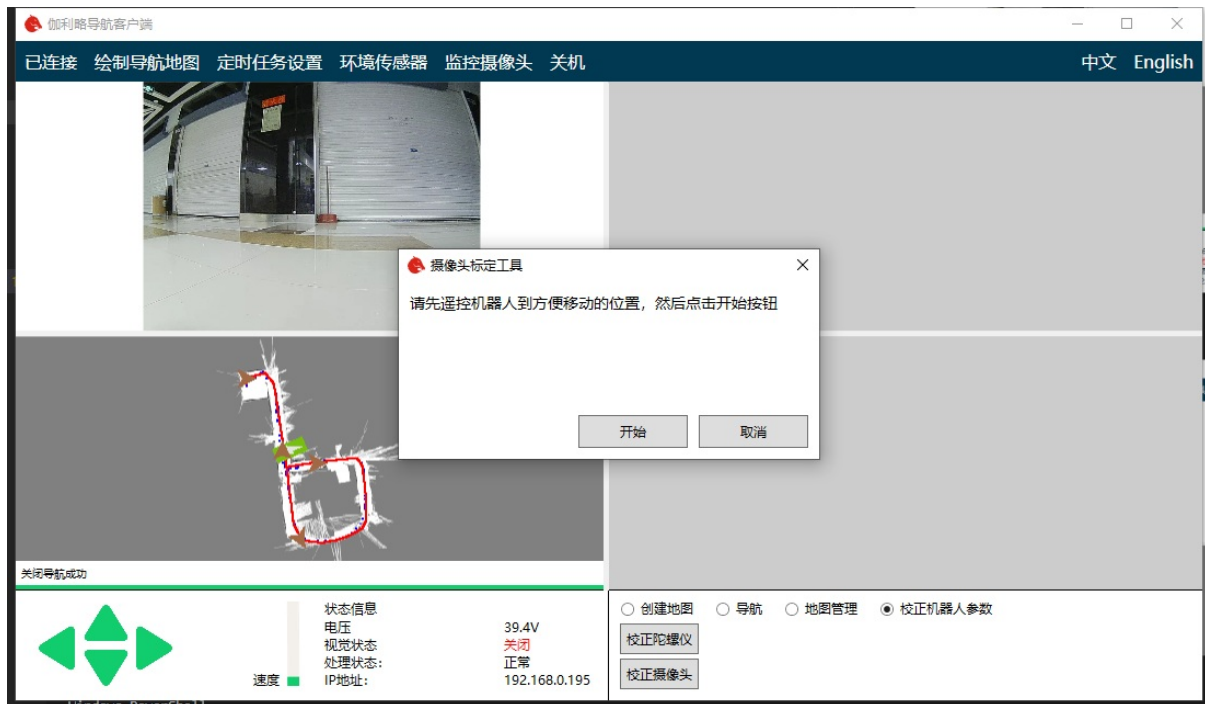 伽利略导航客户端
已连接 绘制导航地图 定时任务设置 环境传感器 监控摄像头 关机 中文 English
摄像头标定工具
请先遥控机器人到方便移动的位置，然后点击开始按钮
开始 取消
关闭导航成功
状态信息
电压 39.4V
视觉状态 关闭
处理状态: 正常
IP地址: 192.168.0.195
速度
创建地图 导航 地图管理 校正机器人参数
校正陀螺仪
校正摄像头